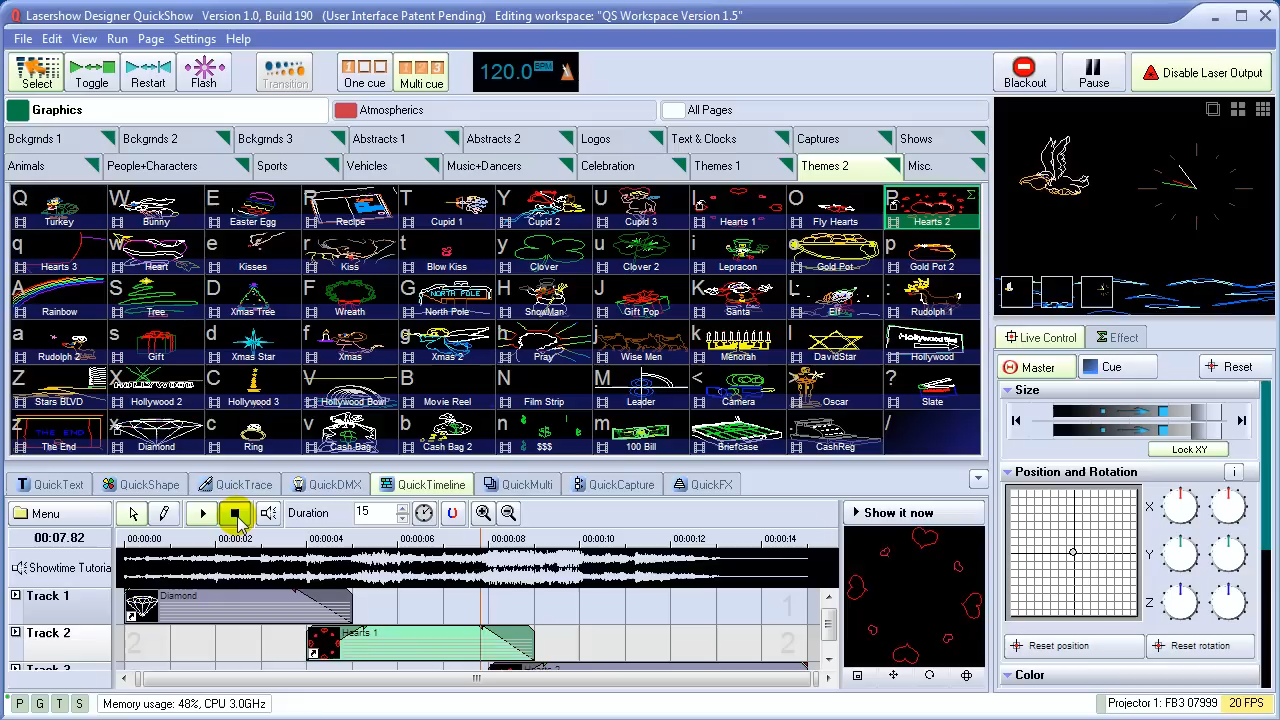 Lasershow Designer QuickShow Version 1.0, Build 190 (User Interface Patent Pending) Editing workspace: "QS Workspace Version 1.5"
File Edit View Run Page Settings Help
Select Toggle Restart Flash Transition One cue Multi cue 120.0 BPM Blackout Pause Disable Laser Output
Graphics Atmospherics All Pages
Bckgrnds 1 Bckgrnds 2 Bckgrnds 3 Abstracts 1 Abstracts 2 Logos Text & Clocks Captures Shows
Animals People+Characters Sports Vehicles Music+Dancers Celebration Themes 1 Themes 2 Misc.
Q W E R T Y U I O P
Turkey Bunny Easter Egg Recipe Cupid 1 Cupid 2 Cupid 3 Hearts 1 Fly Hearts Hearts 2
q w e r t y u i o p
Hearts 3 Heart Kisses Kiss Blow Kiss Clover Clover 2 Lepracon Gold Pot Gold Pot 2
A S D F G H J K L :
NORTH POLE
Rainbow Tree Xmas Tree Wreath North Pole SnowMan Gift Pop Santa Elf Rudolph 1
a s d f g h j k l
Rudolph 2 Gift Xmas Star Xmas Xmas 2 Pray Wise Men Menorah DavidStar Hollywood
Z X C V B N M < > ?
HOLLYWOOD
Stars BLVD Hollywood 2 Hollywood 3 Hollywood Bowl Movie Reel Film Strip Leader Camera Oscar Slate
z x c v b n m , . /
THE END
The End Diamond Ring Cash Bag Cash Bag 2 $$$ 100 Bill Briefcase CashReg
Live Control Effect
Master Cue Reset
Size
Lock XY
Position and Rotation i
X
Y
Z
Reset position Reset rotation
Color
QuickText QuickShape QuickTrace QuickDMX QuickTimeline QuickMulti QuickCapture QuickFX
Menu Duration 15 Show it now
00:07.82 00:00:00 00:00:02 00:00:04 00:00:06 00:00:08 00:00:10 00:00:12 00:00:14
Showtime Tutoria
Track 1 Diamond 1
Track 2 2 Hearts 1 2
Track 3
P G T S Memory usage: 48%, CPU 3.0GHz Projector 1: FB3 07999 20 FPS